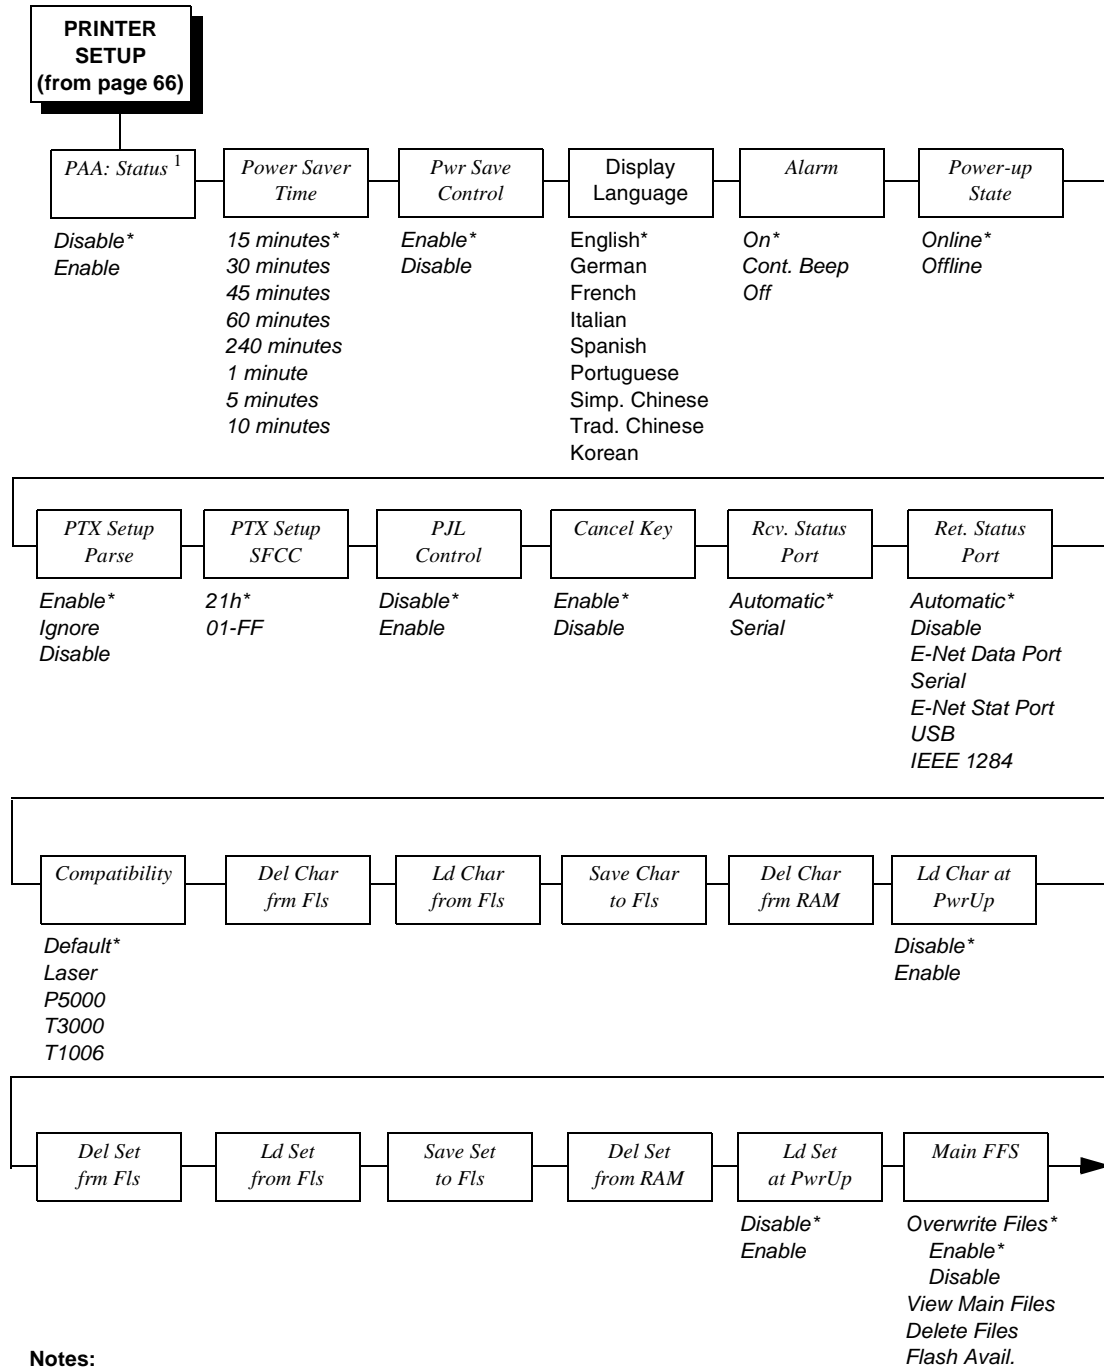 PRINTER
SETUP
(from page 66)
PAA: Status 1
Disable*
Enable
Power Saver
Time
15 minutes*
30 minutes
45 minutes
60 minutes
240 minutes
1 minute
5 minutes
10 minutes
Pwr Save
Control
Enable*
Disable
Display
Language
English*
German
French
Italian
Spanish
Portuguese
Simp. Chinese
Trad. Chinese
Korean
Alarm
On*
Cont. Beep
Off
Power-up
State
Online*
Offline
PTX Setup
Parse
Enable*
Ignore
Disable
PTX Setup
SFCC
21h*
01-FF
PJL
Control
Disable*
Enable
Cancel Key
Enable*
Disable
Rcv. Status
Port
Automatic*
Serial
Ret. Status
Port
Automatic*
Disable
E-Net Data Port
Serial
E-Net Stat Port
USB
IEEE 1284
Compatibility
Default*
Laser
P5000
T3000
T1006
Del Char
frm Fls
Ld Char
from Fls
Save Char
to Fls
Del Char
frm RAM
Ld Char at
PwrUp
Disable*
Enable
Del Set
frm Fls
Ld Set
from Fls
Save Set
to Fls
Del Set
from RAM
Ld Set
at PwrUp
Disable*
Enable
Main FFS
Overwrite Files*
Enable*
Disable
View Main Files
Delete Files
Flash Avail.
Notes: